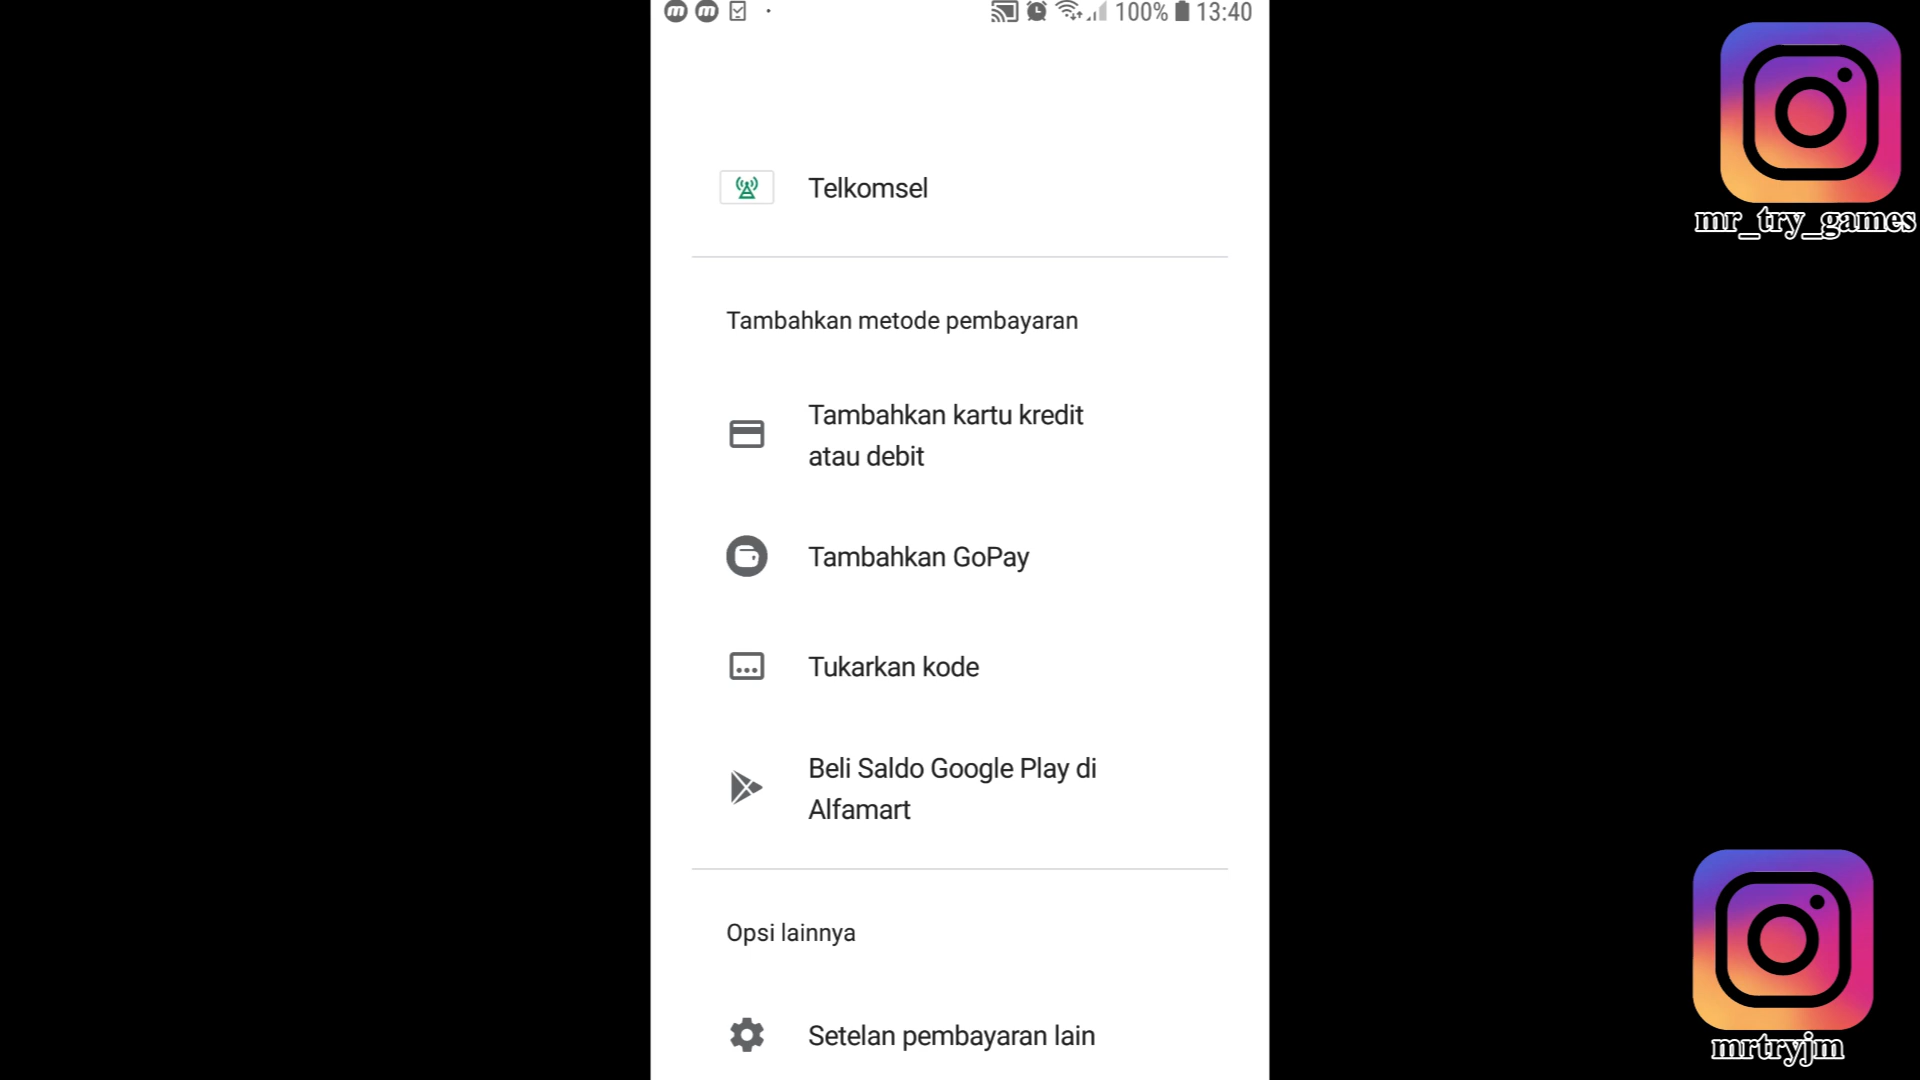 100% 13:40
Telkomsel
Tambahkan metode pembayaran
Tambahkan kartu kredit
atau debit
Tambahkan GoPay
Tukarkan kode
Beli Saldo Google Play di
Alfamart
Opsi lainnya
Setelan pembayaran lain
mr_try_games
mrtryjm